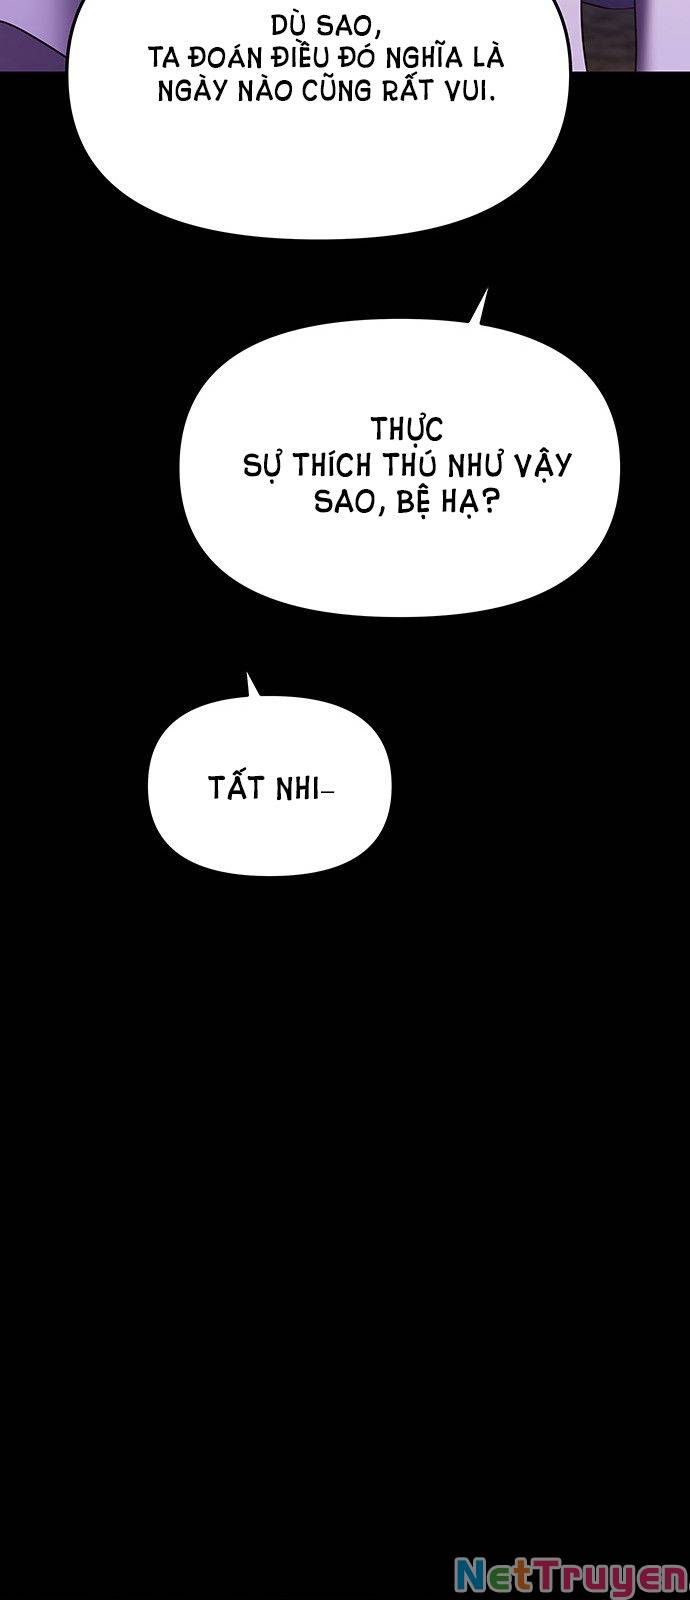 DÙ SAO,
TA ĐOÁN ĐIỀU ĐÓ NGHĨA LÀ
NGÀY NÀO CŨNG RẤT VUI.
THỰC
SỰ THÍCH THÚ NHƯ VẬY
SAO, BỆ HẠ?
TẤT NHI–
NetTruyen